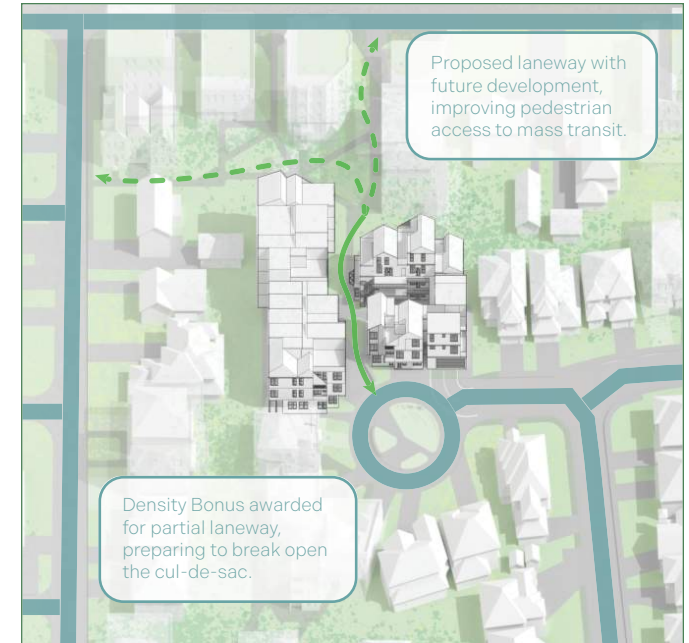 Proposed laneway with
future development,
improving pedestrian
access to mass transit.
Density Bonus awarded
for partial laneway,
preparing to break open
the cul-de-sac.